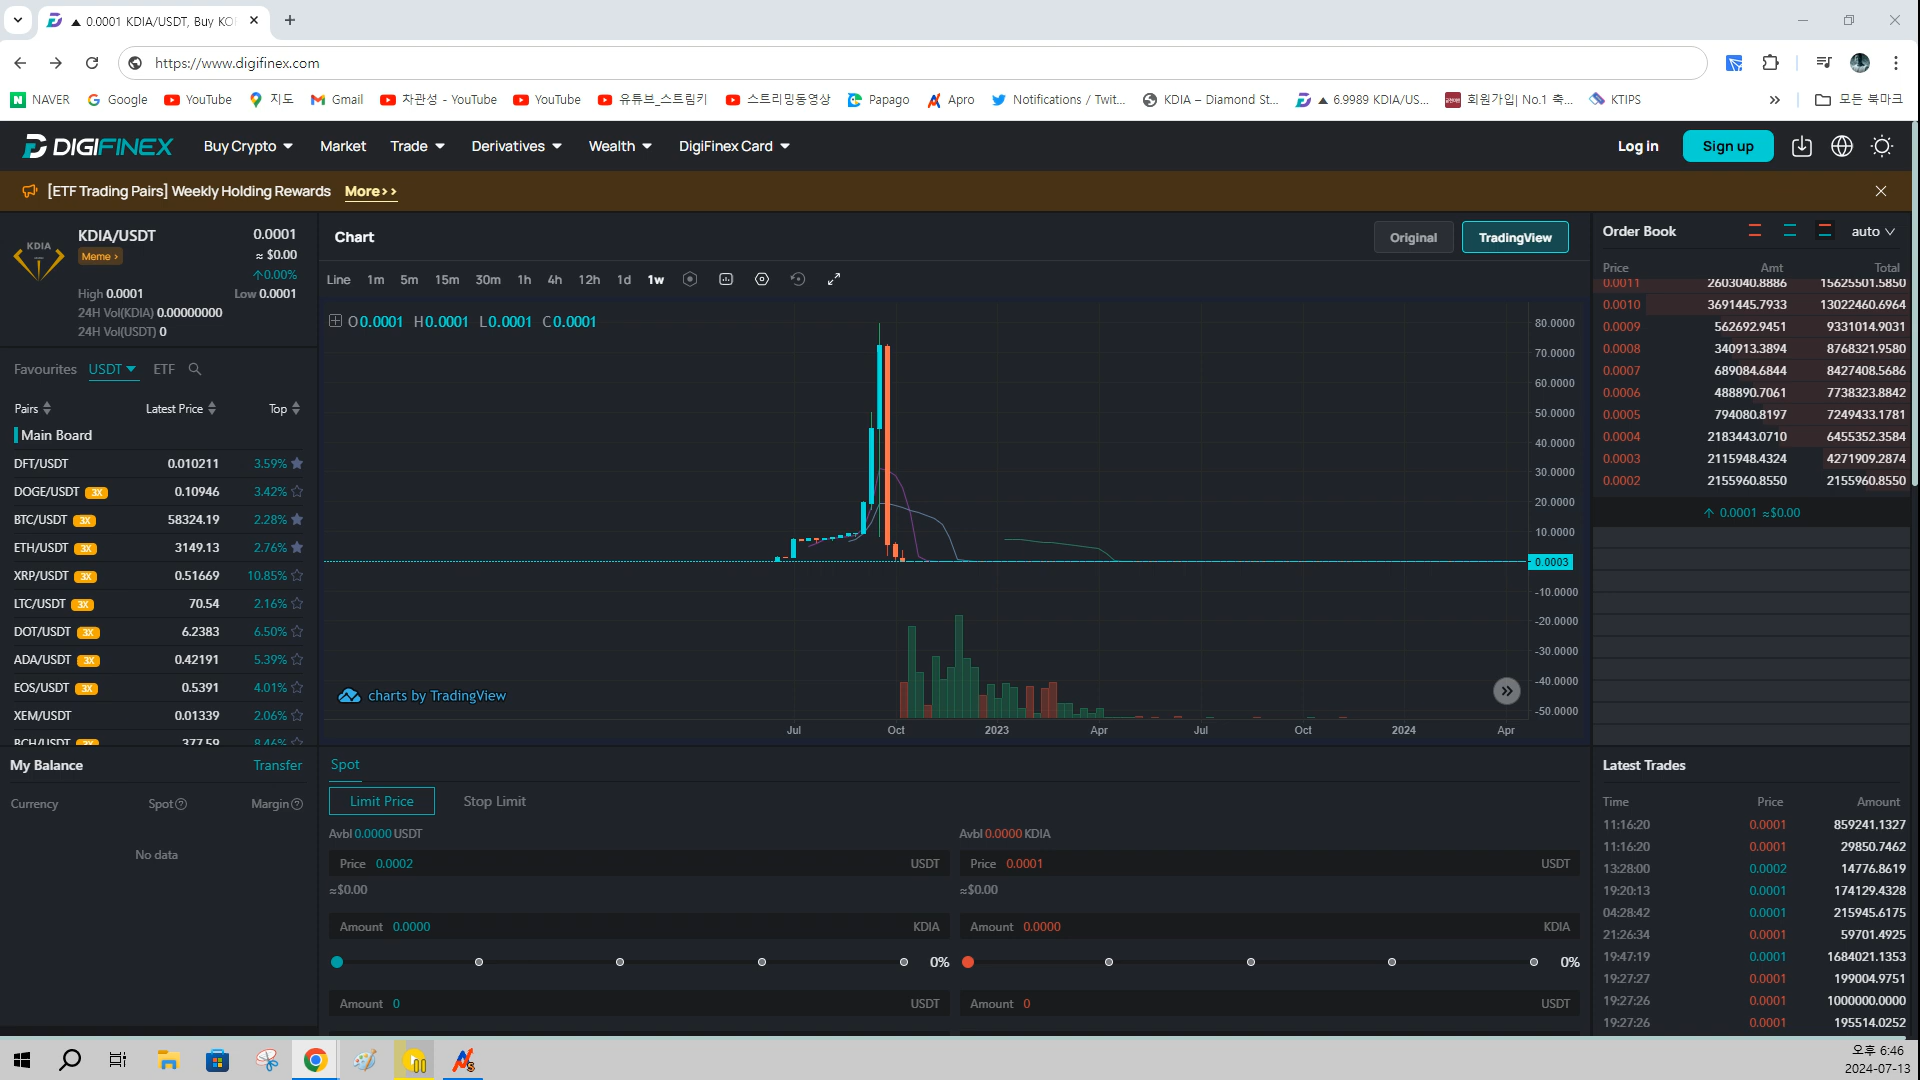 ▲ 0.0001 KDIA/USDT, Buy KD
https://www.digifinex.com
NAVER Google YouTube 지도 Gmail 차관성 - YouTube YouTube 유튜브_스트림키 스트리밍동영상 Papago Apro Notifications / Twit... KDIA – Diamond St... ▲ 6.9989 KDIA/US... 회원가입| No.1 축... KTIPS » 모든 북마크
DIGIFINEX Buy Crypto Market Trade Derivatives Wealth DigiFinex Card Log in Sign up
[ETF Trading Pairs] Weekly Holding Rewards More>>
KDIA
KDIA/USDT 0.0001
Meme > ≈ $0.00
↑0.00%
High 0.0001 Low 0.0001
24H Vol(KDIA) 0.00000000
24H Vol(USDT) 0
Favourites USDT ETF
Pairs Latest Price Top
Main Board
DFT/USDT 0.010211 3.59%
DOGE/USDT 3X 0.10946 3.42%
BTC/USDT 3X 58324.19 2.28%
ETH/USDT 3X 3149.13 2.76%
XRP/USDT 3X 0.51669 10.85%
LTC/USDT 3X 70.54 2.16%
DOT/USDT 3X 6.2383 6.50%
ADA/USDT 3X 0.42191 5.39%
EOS/USDT 3X 0.5391 4.01%
XEM/USDT 0.01339 2.06%
BCH/USDT 3X 377.59 8.46%
My Balance Transfer
Currency Spot Margin
No data
Chart Original TradingView
Line 1m 5m 15m 30m 1h 4h 12h 1d 1w
O0.0001 H0.0001 L0.0001 C0.0001
80.0000
70.0000
60.0000
50.0000
40.0000
30.0000
20.0000
10.0000
0.0003
-10.0000
-20.0000
-30.0000
-40.0000
-50.0000
charts by TradingView
Jul Oct 2023 Apr Jul Oct 2024 Apr
Spot
Limit Price Stop Limit
Avbl 0.0000 USDT
Price 0.0002 USDT
≈$0.00
Amount 0.0000 KDIA
0%
Amount 0 USDT
Avbl 0.0000 KDIA
Price 0.0001 USDT
≈$0.00
Amount 0.0000 KDIA
0%
Amount 0 USDT
Order Book auto
Price Amt Total
0.0011 2603040.8886 15625501.5850
0.0010 3691445.7933 13022460.6964
0.0009 562692.9451 9331014.9031
0.0008 340913.3894 8768321.9580
0.0007 689084.6844 8427408.5686
0.0006 488890.7061 7738323.8842
0.0005 794080.8197 7249433.1781
0.0004 2183443.0710 6455352.3584
0.0003 2115948.4324 4271909.2874
0.0002 2155960.8550 2155960.8550
↑ 0.0001 ≈$0.00
Latest Trades
Time Price Amount
11:16:20 0.0001 859241.1327
11:16:20 0.0001 29850.7462
13:28:00 0.0002 14776.8619
19:20:13 0.0001 174129.4328
04:28:42 0.0001 215945.6175
21:26:34 0.0001 59701.4925
19:47:19 0.0001 1684021.1353
19:27:27 0.0001 199004.9751
19:27:26 0.0001 1000000.0000
19:27:26 0.0001 195514.0252
오후 6:46
2024-07-13